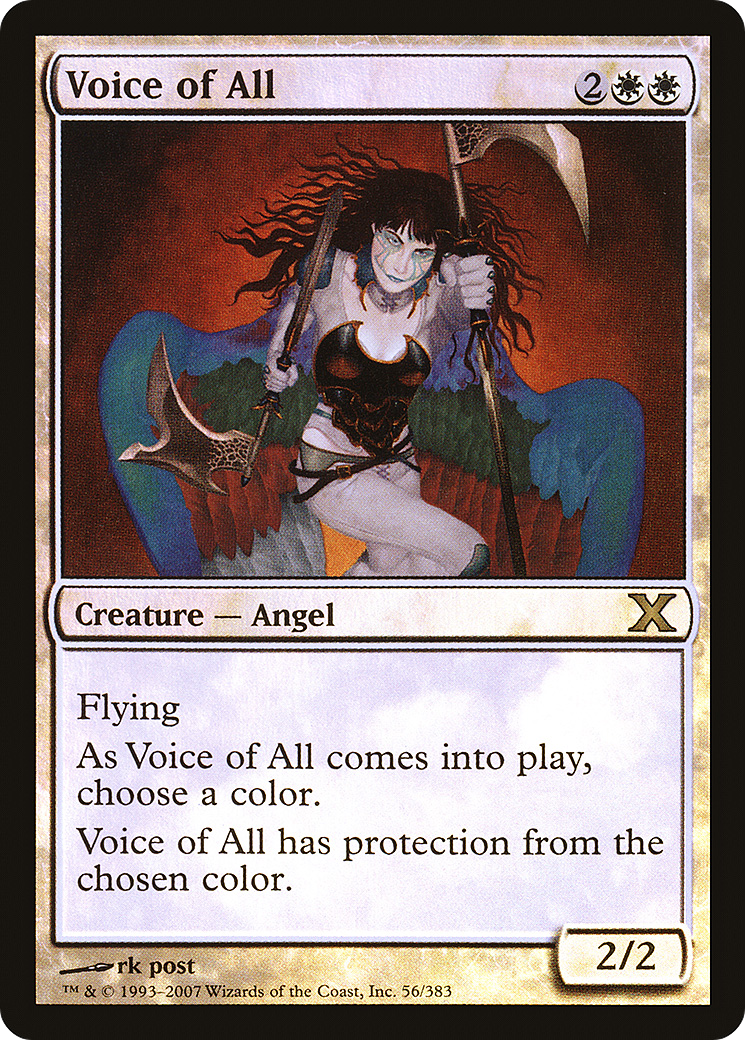 Voice of All 2
Creature — Angel X
Flying
As Voice of All comes into play,
choose a color.
Voice of All has protection from the
chosen color.
2/2
rk post
™ & © 1993–2007 Wizards of the Coast, Inc. 56/383